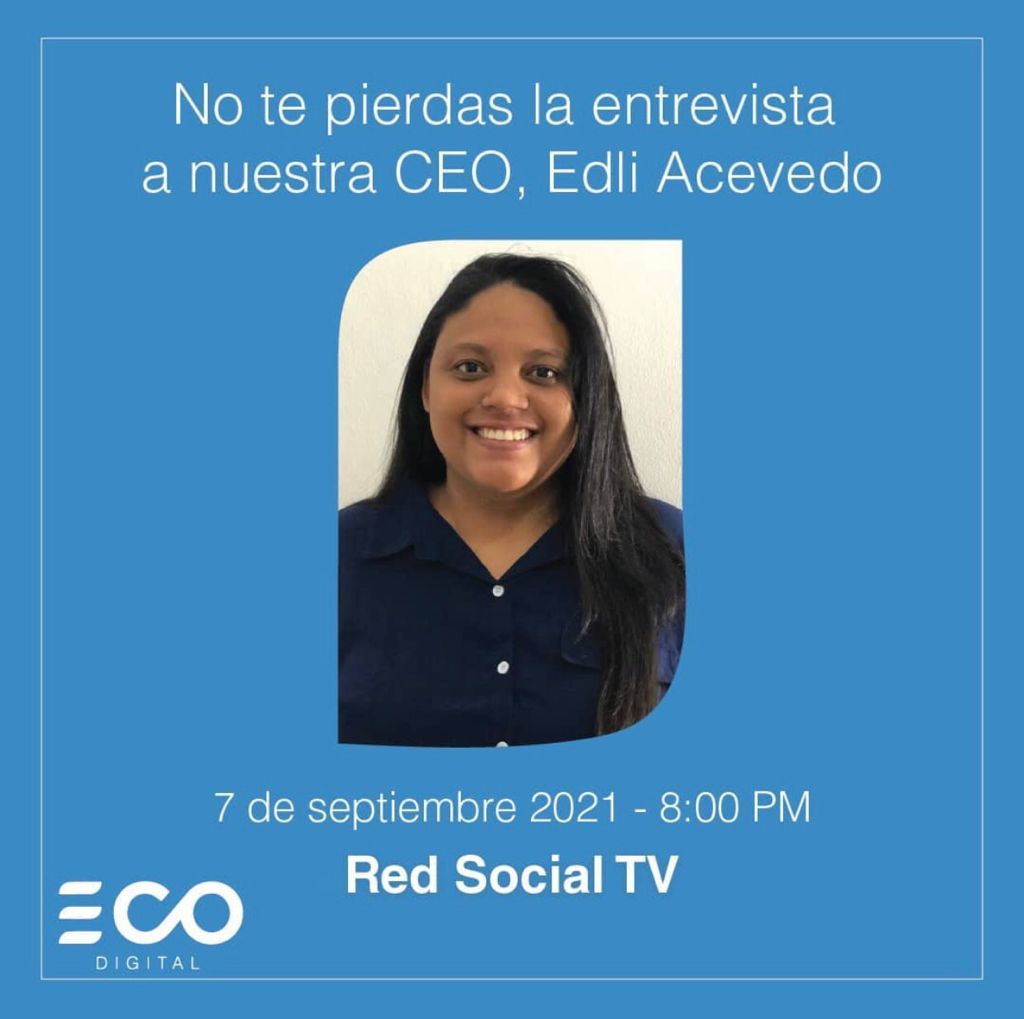 No te pierdas la entrevista
a nuestra CEO, Edli Acevedo
7 de septiembre 2021 - 8:00 PM
Red Social TV
ECO
DIGITAL